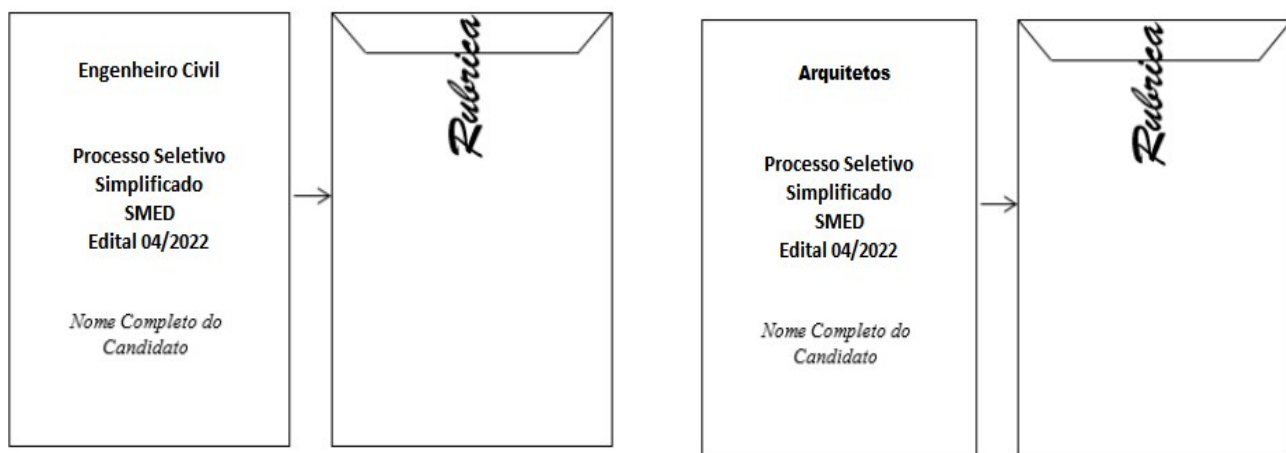 Engenheiro Civil
Processo Seletivo
Simplificado
SMED
Edital 04/2022
Nome Completo do
Candidato
Rubrica
Arquitetos
Processo Seletivo
Simplificado
SMED
Edital 04/2022
Nome Completo do
Candidato
Rubrica